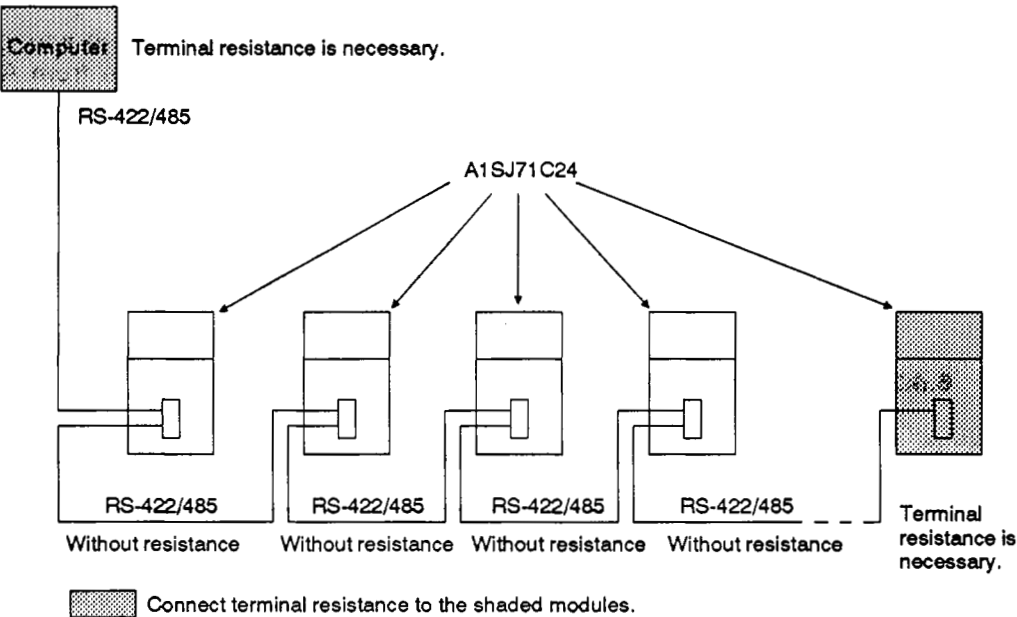 Computer
Terminal resistance is necessary.
RS-422/485
A1SJ71C24
RS-422/485
RS-422/485
RS-422/485
RS-422/485
Without resistance
Without resistance
Without resistance
Without resistance
Terminal
resistance is
necessary.
Connect terminal resistance to the shaded modules.